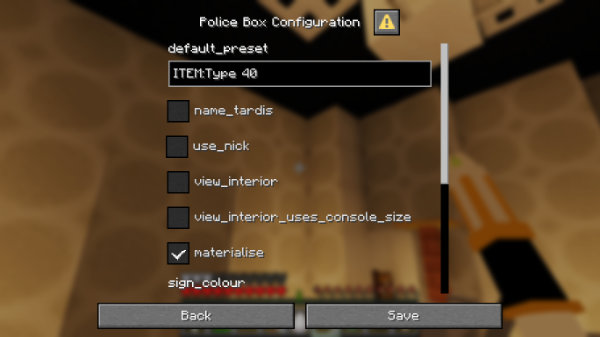 Police Box Configuration
default_preset
ITEM:Type 40
name_tardis
use_nick
view_interior
view_interior_uses_console_size
materialise
sign_colour
Back
Save